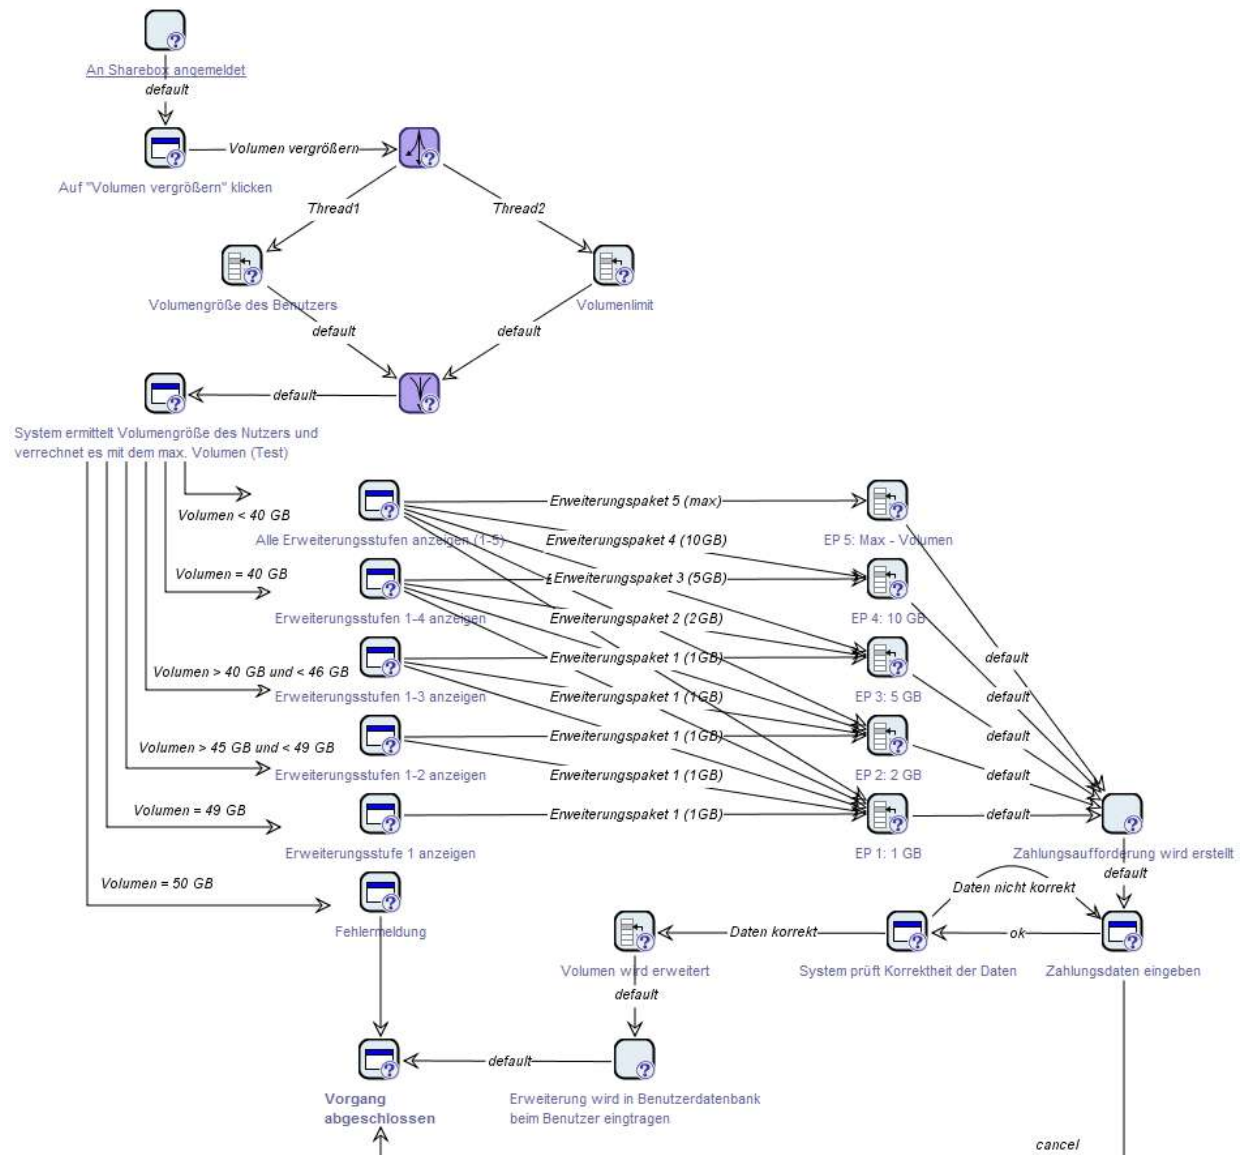 An Sharebox angemeldet
default
Volumen vergrößern
Auf "Volumen vergrößern" klicken
Thread1
Thread2
Volumengröße des Benutzers
Volumenlimit
default
default
default
System ermittelt Volumengröße des Nutzers und
verrechnet es mit dem max. Volumen (Test)
Volumen < 40 GB
Erweiterungspaket 5 (max)
Alle Erweiterungsstufen anzeigen (1-5)
Erweiterungspaket 4 (10GB)
EP 5: Max - Volumen
Volumen = 40 GB
Erweiterungspaket 3 (5GB)
Erweiterungsstufen 1-4 anzeigen
Erweiterungspaket 2 (2GB)
EP 4: 10 GB
Volumen > 40 GB und < 46 GB
Erweiterungspaket 1 (1GB)
default
Erweiterungsstufen 1-3 anzeigen
Erweiterungspaket 1 (1GB)
EP 3: 5 GB
default
Volumen > 45 GB und < 49 GB
Erweiterungspaket 1 (1GB)
default
Erweiterungsstufen 1-2 anzeigen
Erweiterungspaket 1 (1GB)
EP 2: 2 GB
default
Volumen = 49 GB
Erweiterungspaket 1 (1GB)
default
Erweiterungsstufe 1 anzeigen
EP 1: 1 GB
Zahlungsaufforderung wird erstellt
default
Volumen = 50 GB
Daten nicht korrekt
Fehlermeldung
Daten korrekt
ok
Volumen wird erweitert
System prüft Korrektheit der Daten
Zahlungsdaten eingeben
default
default
Vorgang
abgeschlossen
Erweiterung wird in Benutzerdatenbank
beim Benutzer eingtragen
cancel